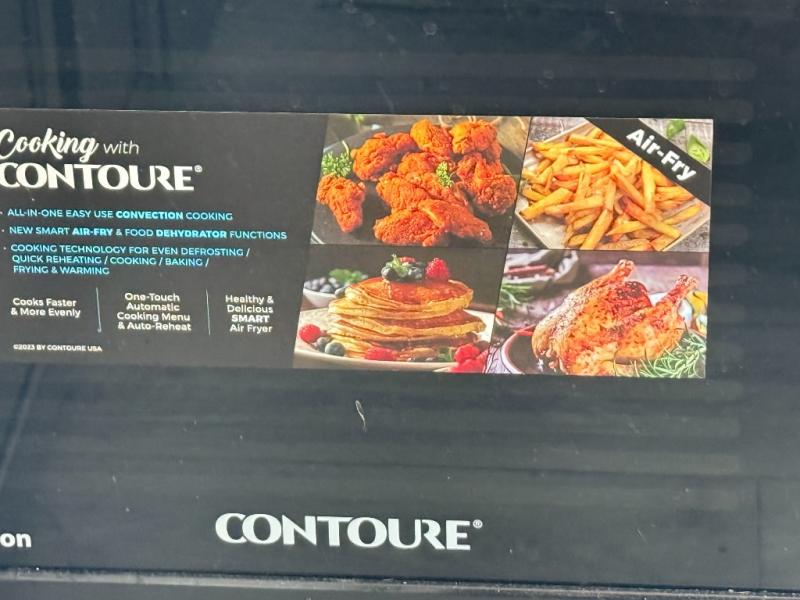 Cooking with
CONTOURE®
· ALL-IN-ONE EASY USE CONVECTION COOKING
· NEW SMART AIR-FRY & FOOD DEHYDRATOR FUNCTIONS
· COOKING TECHNOLOGY FOR EVEN DEFROSTING /
QUICK REHEATING / COOKING / BAKING /
FRYING & WARMING
Cooks Faster
& More Evenly
One-Touch
Automatic
Cooking Menu
& Auto-Reheat
Healthy &
Delicious
SMART
Air Fryer
©2023 BY CONTOURE USA
Air-Fry
on
CONTOURE®